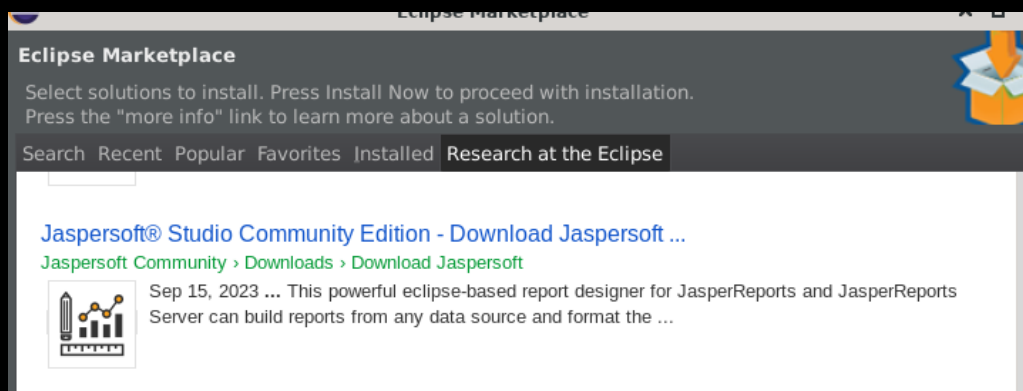 Eclipse Marketplace
Eclipse Marketplace
Select solutions to install. Press Install Now to proceed with installation.
Press the "more info" link to learn more about a solution.
Search Recent Popular Favorites Installed Research at the Eclipse
Jaspersoft® Studio Community Edition - Download Jaspersoft ...
Jaspersoft Community › Downloads › Download Jaspersoft
Sep 15, 2023 ... This powerful eclipse-based report designer for JasperReports and JasperReports
Server can build reports from any data source and format the ...